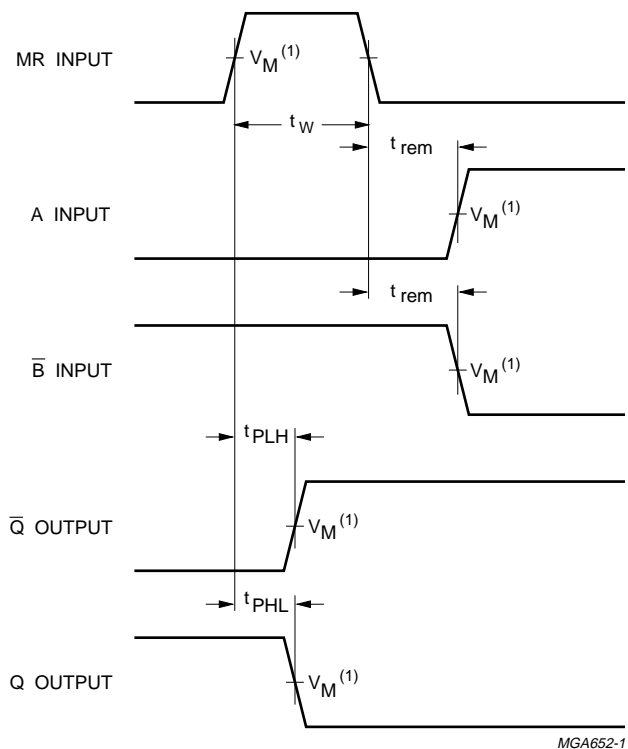 MR INPUT
V_M^(1)
t_W
t_rem
A INPUT
V_M^(1)
t_rem
B̅ INPUT
V_M^(1)
t_PLH
Q̅ OUTPUT
V_M^(1)
t_PHL
Q OUTPUT
V_M^(1)
MGA652-1